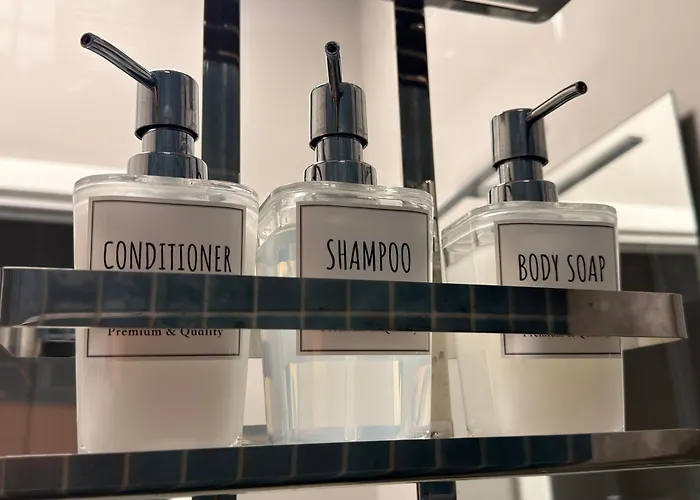 CONDITIONER
Premium & Quality
SHAMPOO
BODY SOAP